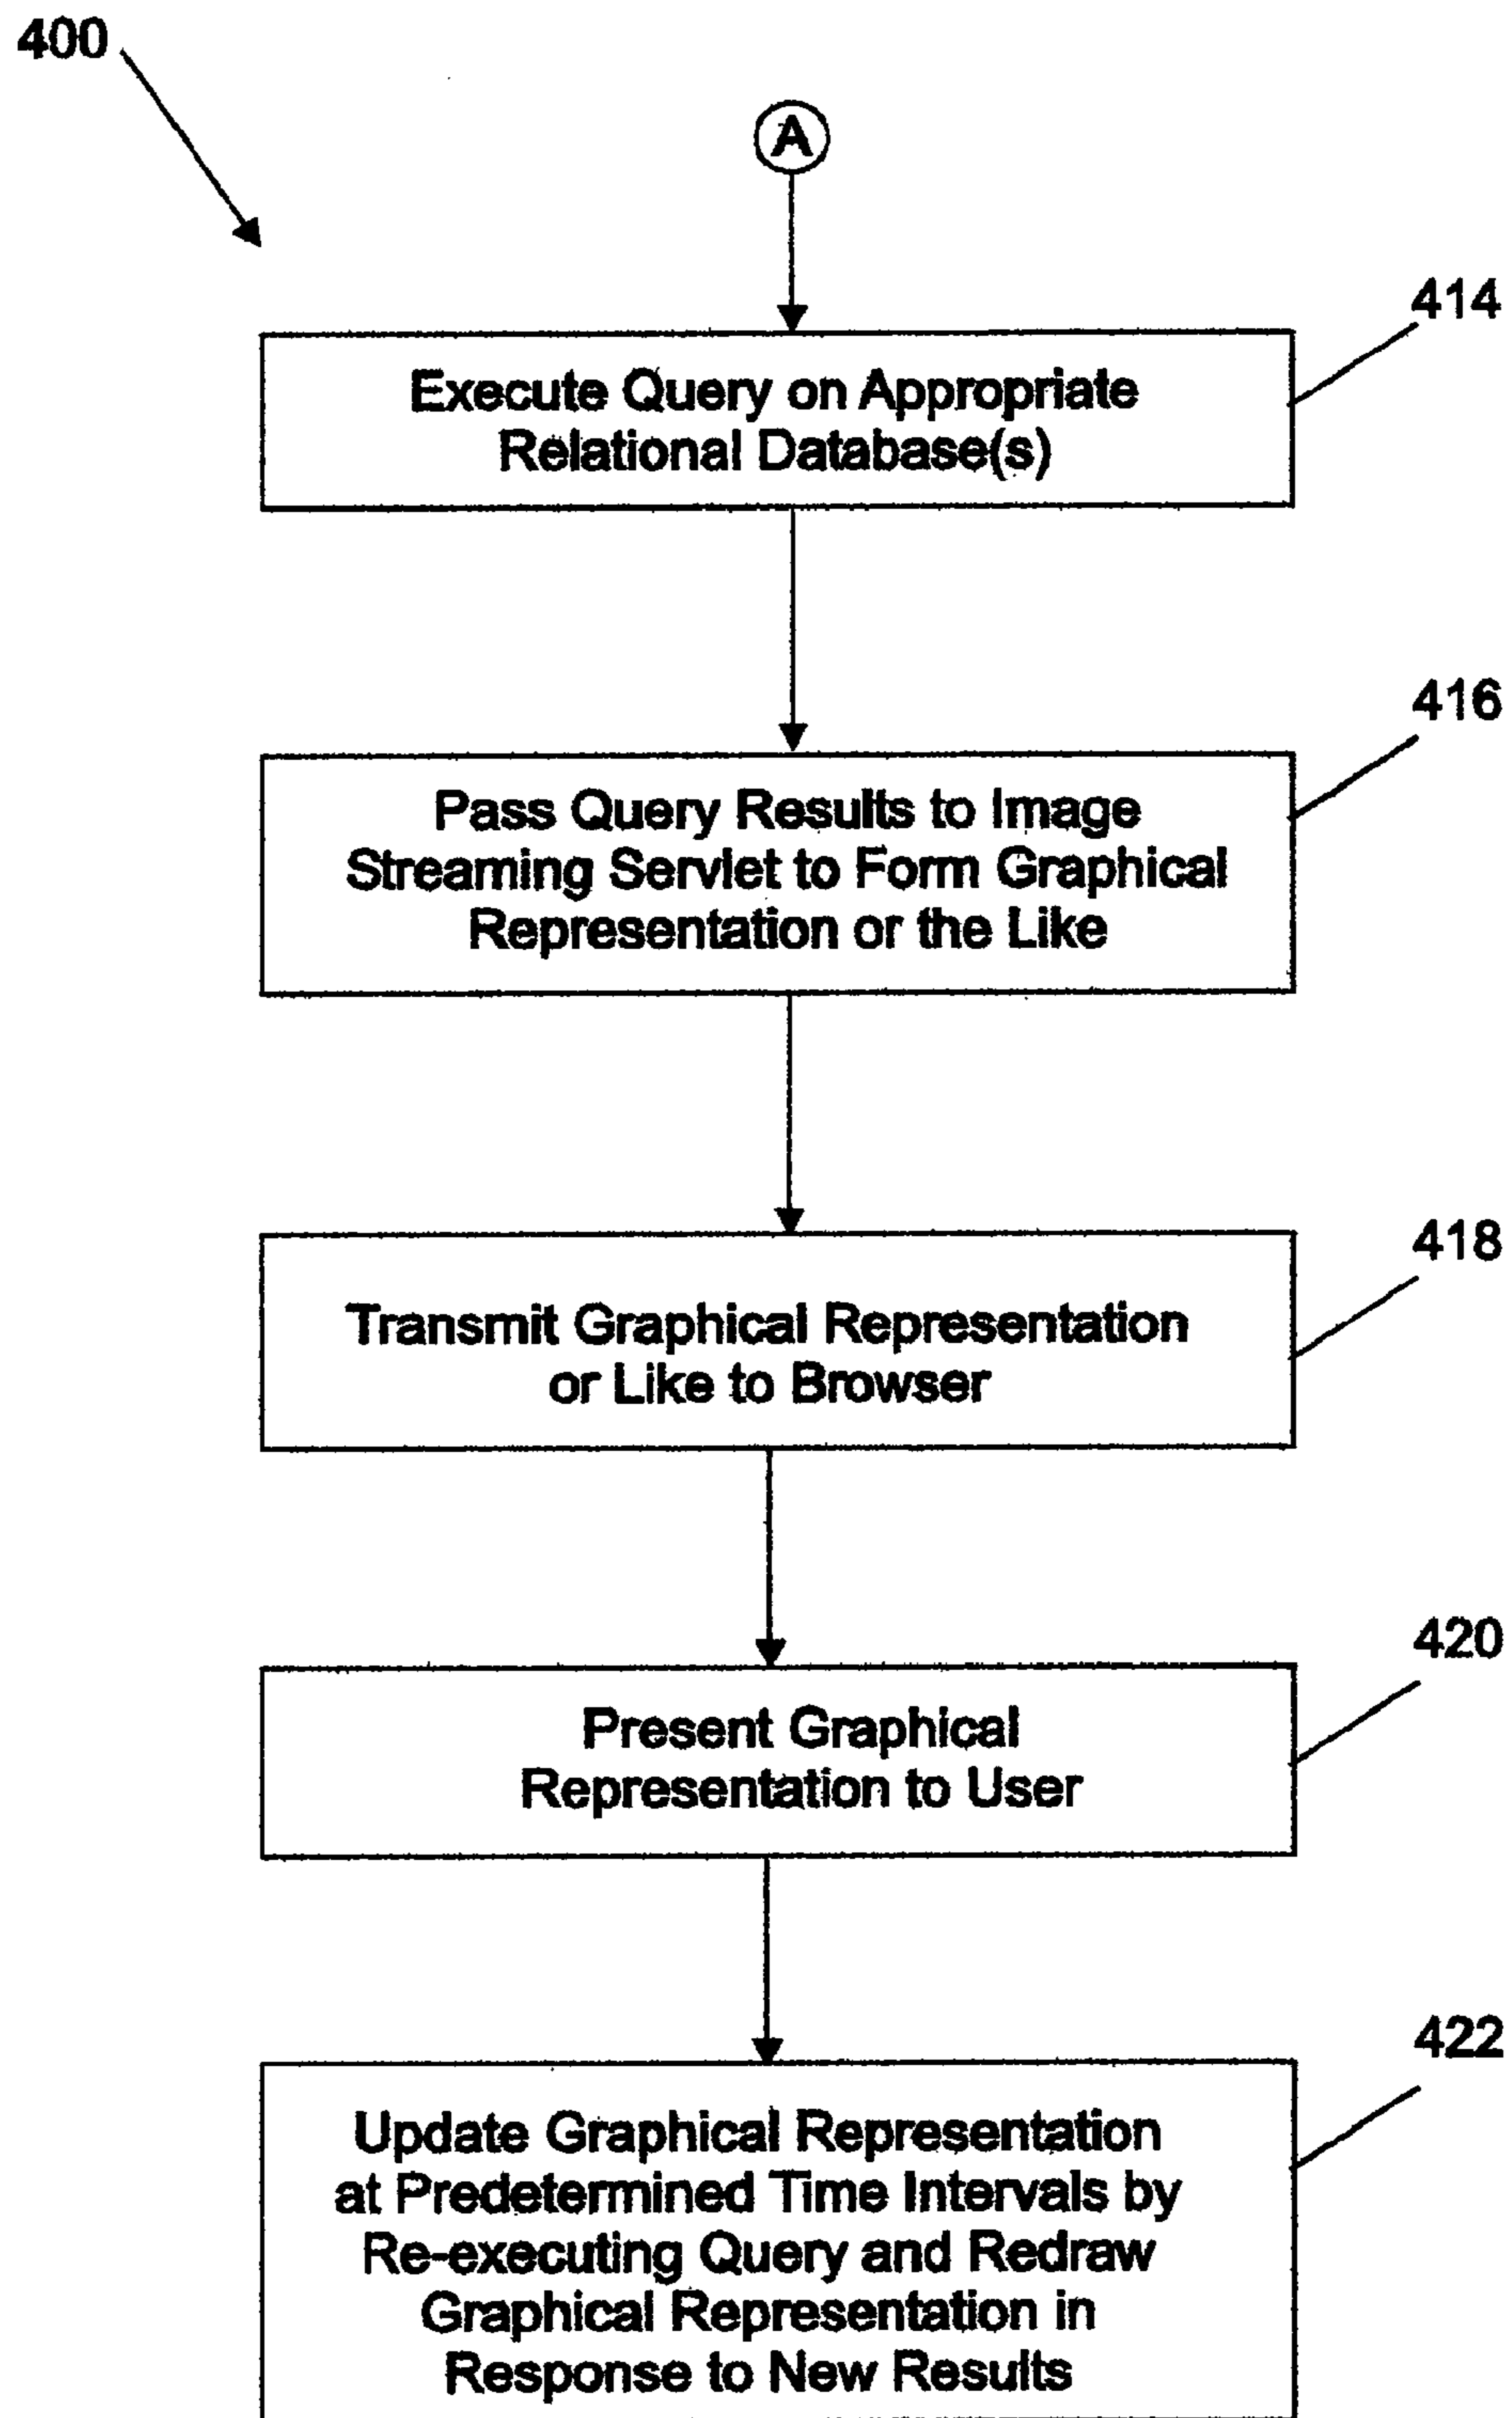 400
A
414
Execute Query on Appropriate
Relational Database(s)
416
Pass Query Results to Image
Streaming Servlet to Form Graphical
Representation or the Like
418
Transmit Graphical Representation
or Like to Browser
420
Present Graphical
Representation to User
422
Update Graphical Representation
at Predetermined Time Intervals by
Re-executing Query and Redraw
Graphical Representation in
Response to New Results